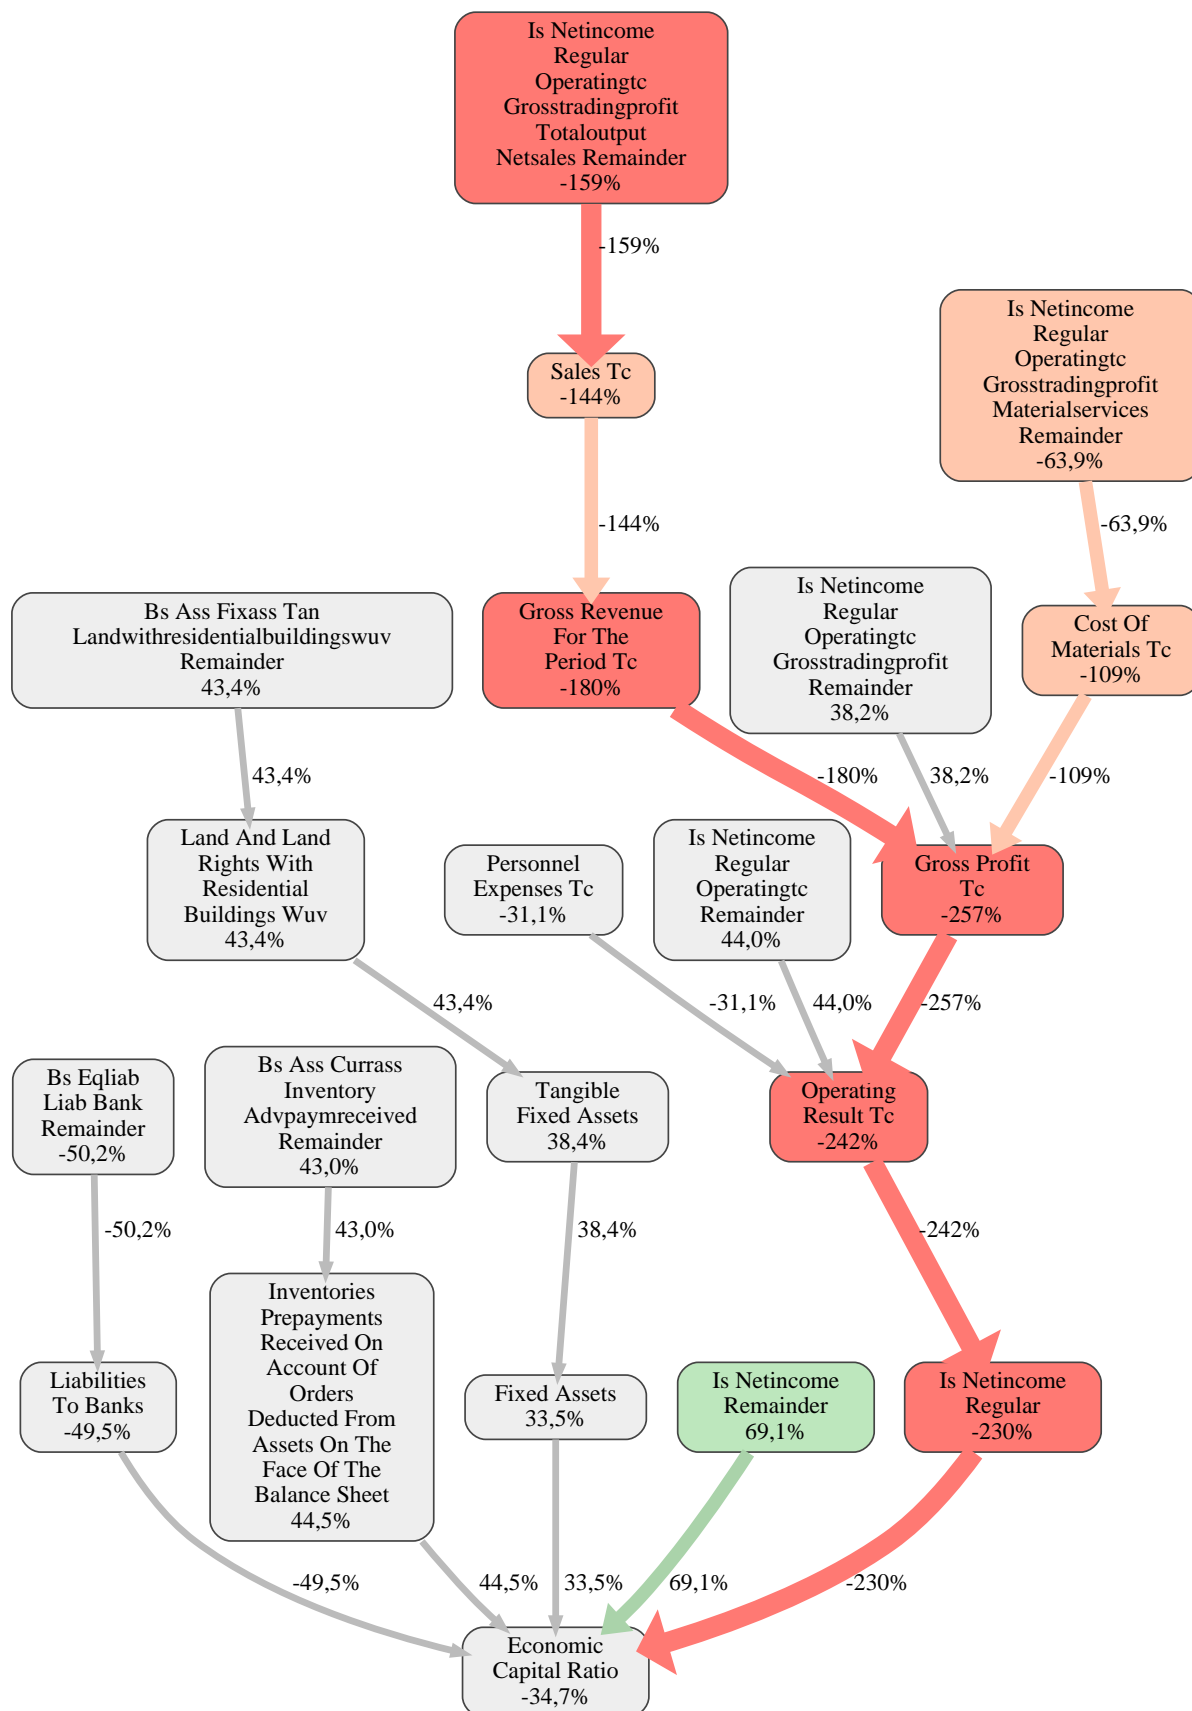 Is Netincome
Regular
Operatingtc
Grosstradingprofit
Totaloutput
Netsales Remainder
-159%
-159%
Is Netincome
Regular
Operatingtc
Grosstradingprofit
Materialservices
Remainder
-63,9%
Sales Tc
-144%
-144%
-63,9%
Bs Ass Fixass Tan
Landwithresidentialbuildingswuv
Remainder
43,4%
Gross Revenue
For The
Period Tc
-180%
Is Netincome
Regular
Operatingtc
Grosstradingprofit
Remainder
38,2%
Cost Of
Materials Tc
-109%
43,4%
-180%
38,2%
-109%
Land And Land
Rights With
Residential
Buildings Wuv
43,4%
Personnel
Expenses Tc
-31,1%
Is Netincome
Regular
Operatingtc
Remainder
44,0%
Gross Profit
Tc
-257%
43,4%
-31,1%
44,0%
-257%
Bs Eqliab
Liab Bank
Remainder
-50,2%
Bs Ass Currass
Inventory
Advpaymreceived
Remainder
43,0%
Tangible
Fixed Assets
38,4%
Operating
Result Tc
-242%
-50,2%
43,0%
38,4%
-242%
Liabilities
To Banks
-49,5%
Inventories
Prepayments
Received On
Account Of
Orders
Deducted From
Assets On The
Face Of The
Balance Sheet
44,5%
Fixed Assets
33,5%
Is Netincome
Remainder
69,1%
Is Netincome
Regular
-230%
-49,5%
44,5%
33,5%
69,1%
-230%
Economic
Capital Ratio
-34,7%